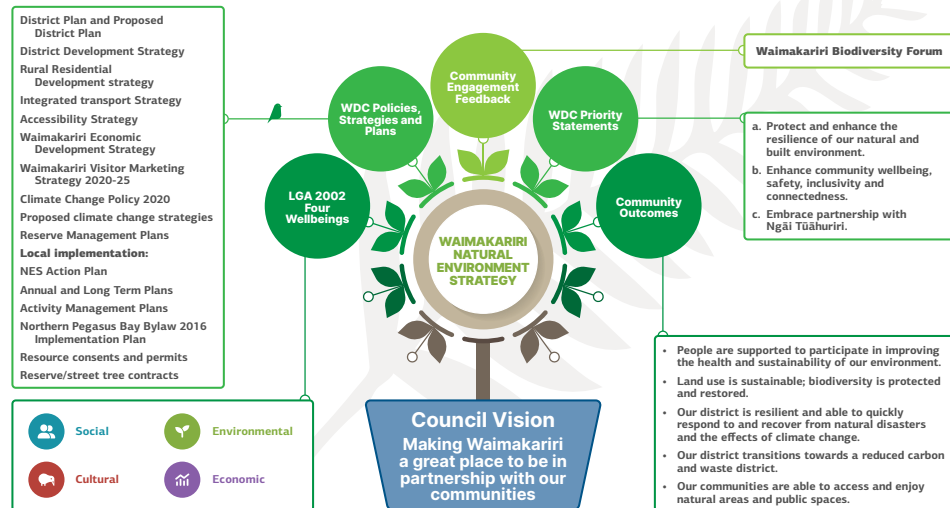 District Plan and Proposed
District Plan
District Development Strategy
Rural Residential
Development strategy
Integrated transport Strategy
Accessibility Strategy
Waimakariri Economic
Development Strategy
Waimakariri Visitor Marketing
Strategy 2020-25
Climate Change Policy 2020
Proposed climate change strategies
Reserve Management Plans
Local implementation:
NES Action Plan
Annual and Long Term Plans
Activity Management Plans
Northern Pegasus Bay Bylaw 2016
Implementation Plan
Resource consents and permits
Reserve/street tree contracts
LGA 2002
Four
Wellbeings
WDC Policies,
Strategies and
Plans
Community
Engagement
Feedback
WDC Priority
Statements
Community
Outcomes
WAIMAKARIRI
NATURAL
ENVIRONMENT
STRATEGY
Waimakariri Biodiversity Forum
a. Protect and enhance the
resilience of our natural and
built environment.
b. Enhance community wellbeing,
safety, inclusivity and
connectedness.
c. Embrace partnership with
Ngāi Tūāhuriri.
Social
Environmental
Cultural
Economic
Council Vision
Making Waimakariri
a great place to be in
partnership with our
communities
• People are supported to participate in improving
the health and sustainability of our environment.
• Land use is sustainable; biodiversity is protected
and restored.
• Our district is resilient and able to quickly
respond to and recover from natural disasters
and the effects of climate change.
• Our district transitions towards a reduced carbon
and waste district.
• Our communities are able to access and enjoy
natural areas and public spaces.